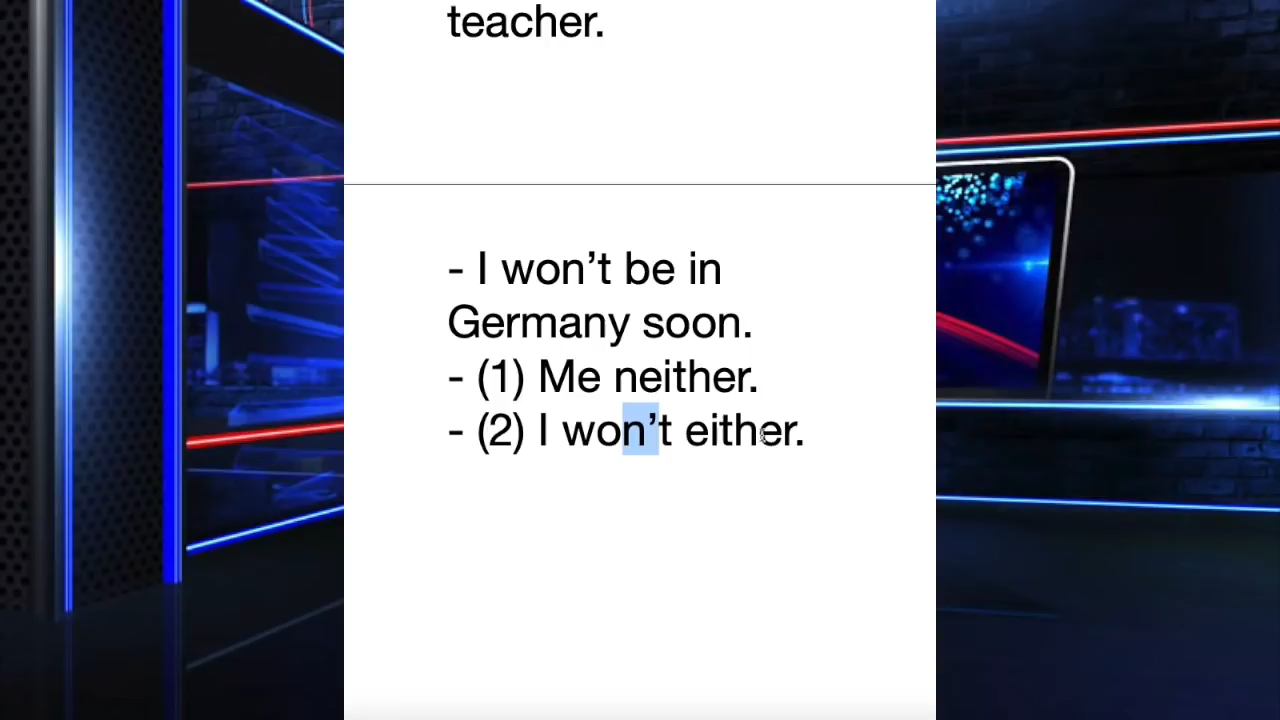 teacher.
- I won’t be in
Germany soon.
- (1) Me neither.
- (2) I won’t either.